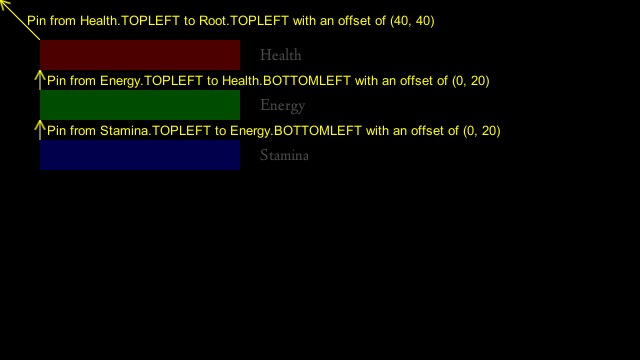 Pin from Health.TOPLEFT to Root.TOPLEFT with an offset of (40, 40)
Health
Pin from Energy.TOPLEFT to Health.BOTTOMLEFT with an offset of (0, 20)
Energy
Pin from Stamina.TOPLEFT to Energy.BOTTOMLEFT with an offset of (0, 20)
Stamina